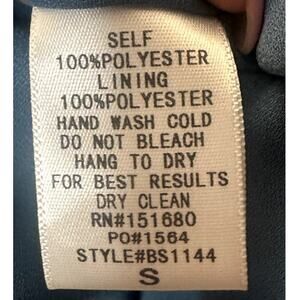 SELF
100%POLYESTER
LINING
100%POLYESTER
HAND WASH COLD
DO NOT BLEACH
HANG TO DRY
FOR BEST RESULTS
DRY CLEAN
RN#151680
PO#1564
STYLE#BS1144
S